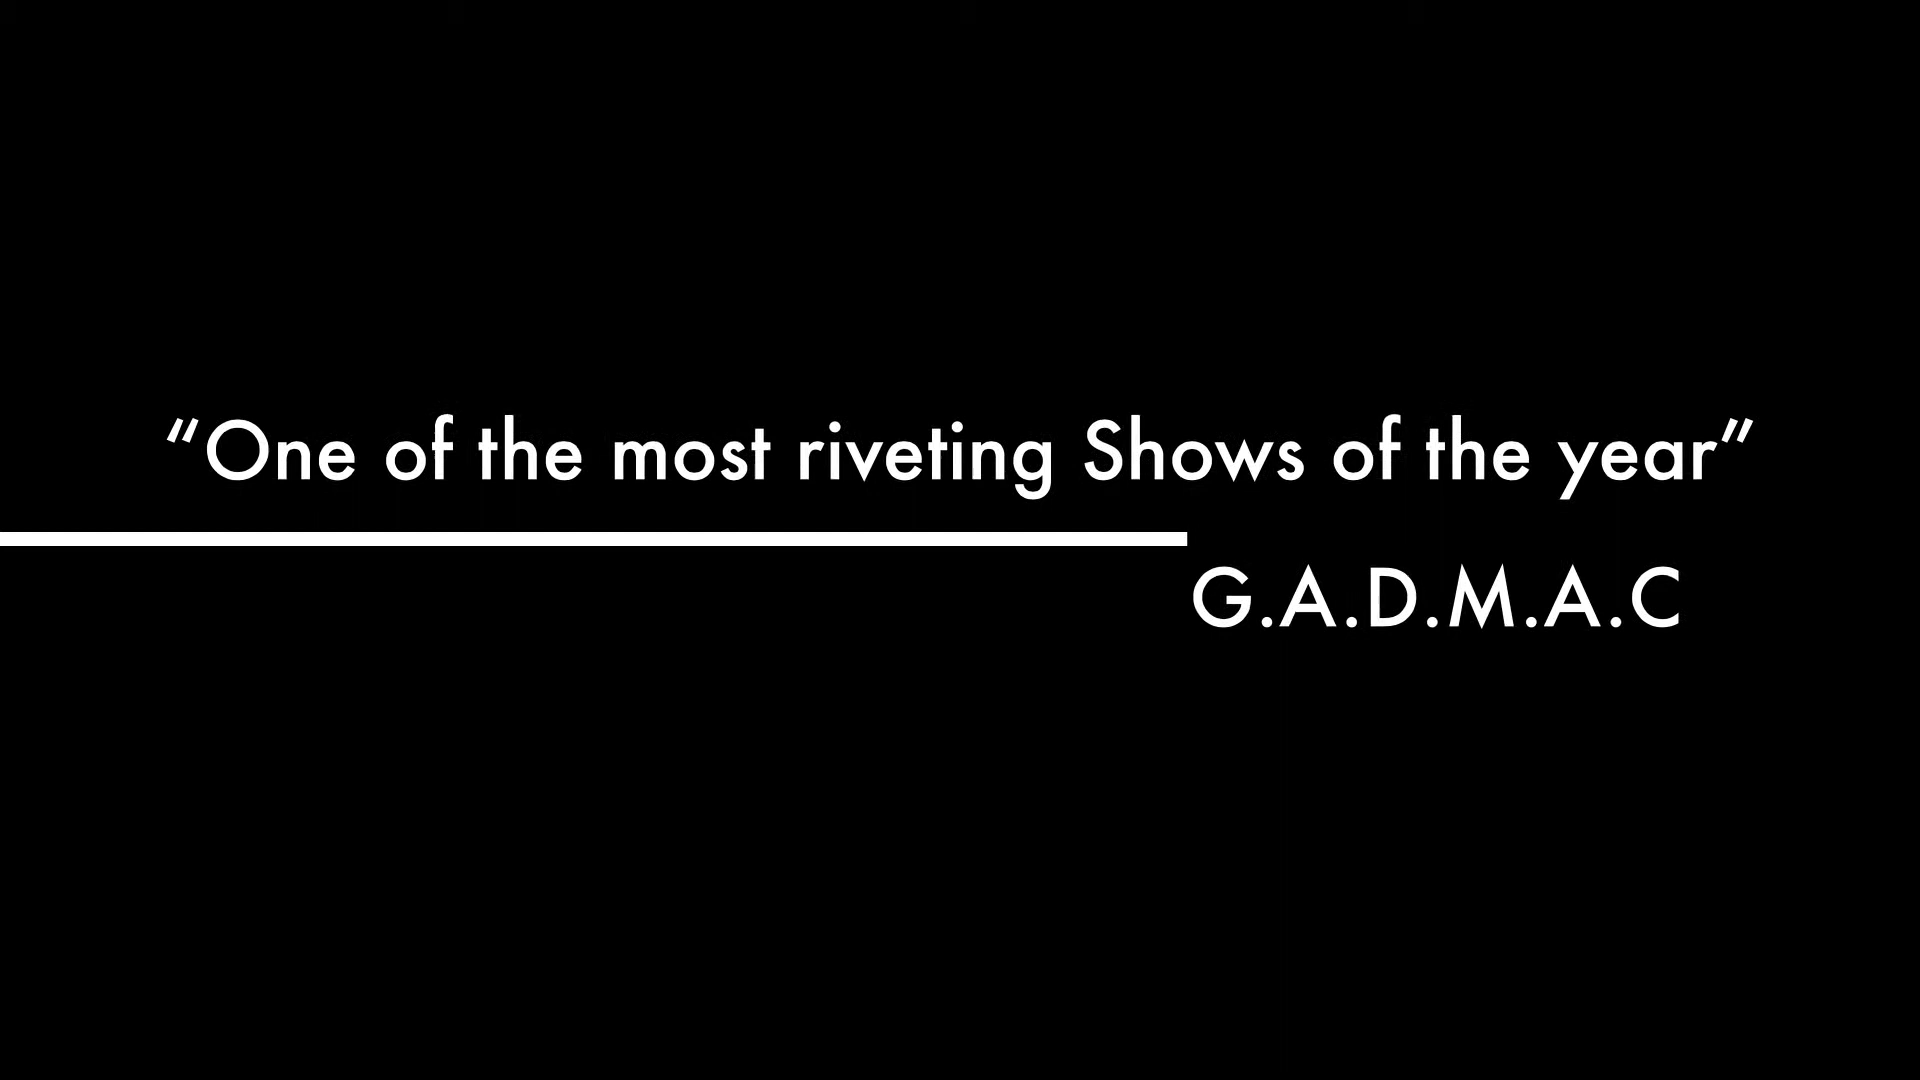 “One of the most riveting Shows of the year”
G.A.D.M.A.C